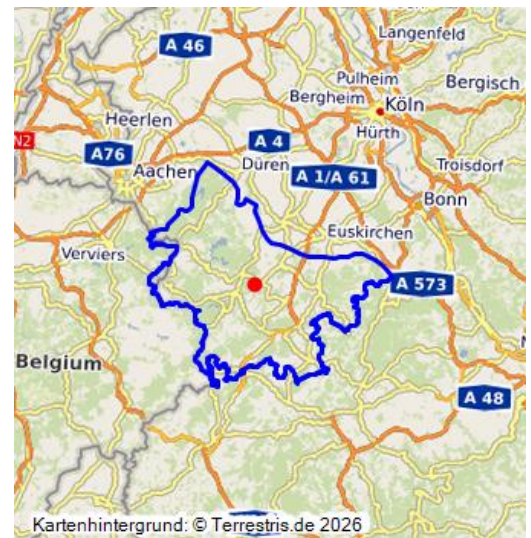 Langenfeld
A 46
Pulheim
Bergheim
Bergisch
Köln
Heerlen
N2
A 4
Hürth
A76
Düren
Troisdorf
Aachen
A 1/A 61
Bonn
Euskirchen
Verviers
A 573
Belgium
A 48
Kartenhintergrund: © Terrestris.de 2026